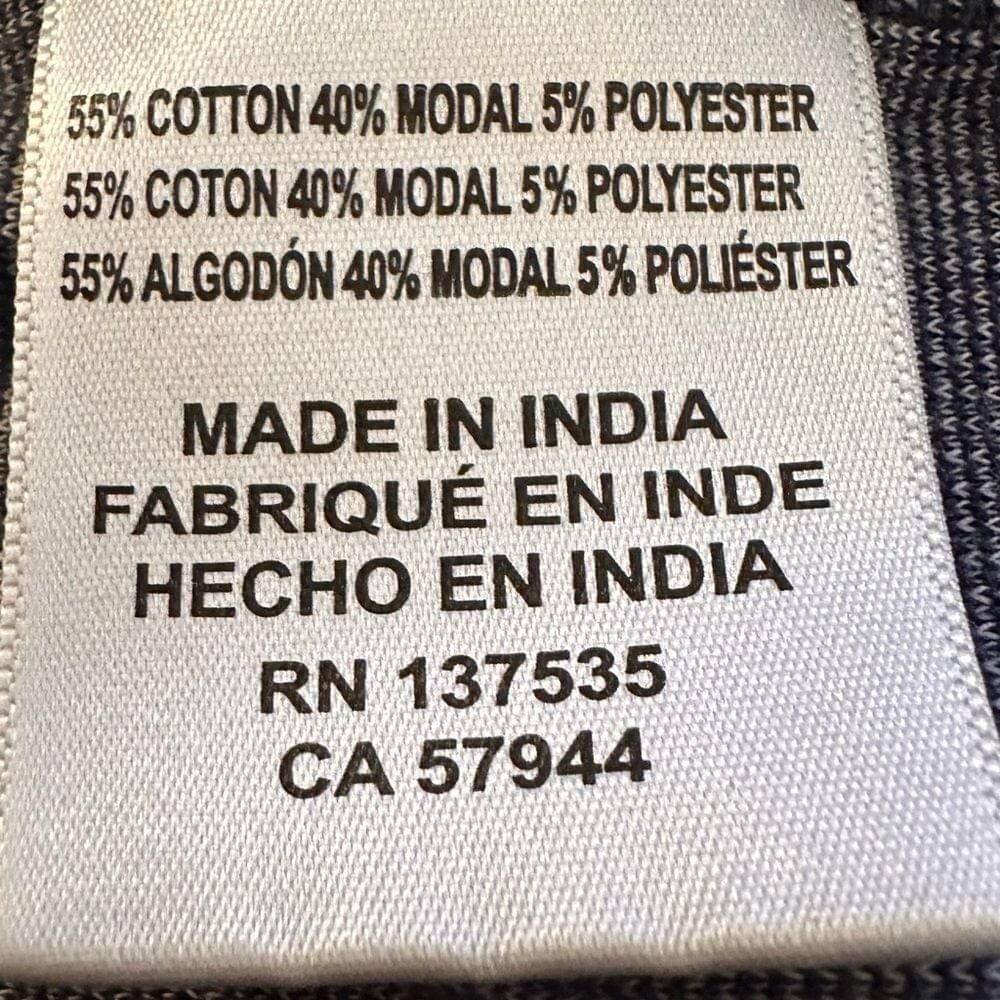 55% COTTON 40% MODAL 5% POLYESTER
55% COTON 40% MODAL 5% POLYESTER
55% ALGODÓN 40% MODAL 5% POLIÉSTER
MADE IN INDIA
FABRIQUÉ EN INDE
HECHO EN INDIA
RN 137535
CA 57944